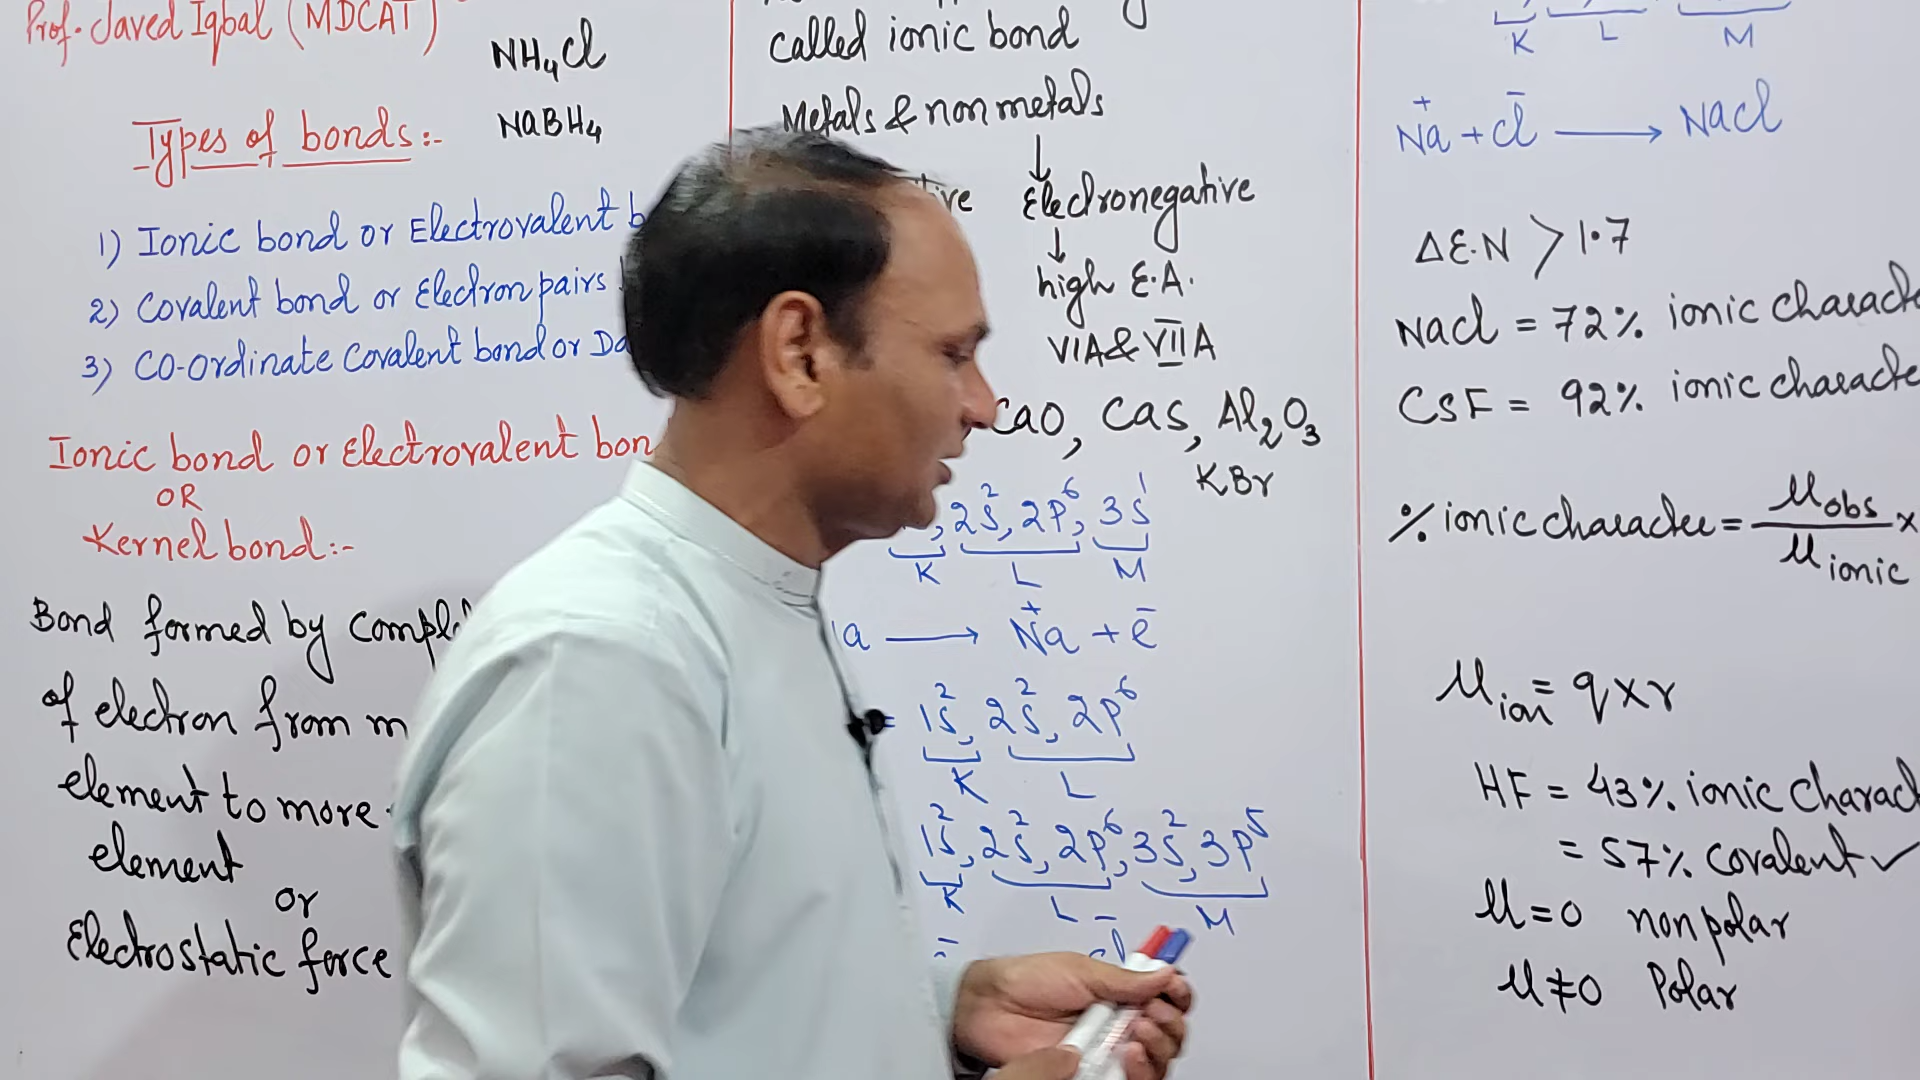 Prof. Javed Iqbal (MDCAT)
NH₄Cl
NaBH₄
Types of bonds:-
1) Ionic bond or Electrovalent b
2) Covalent bond or Electron pairs
3) CO-Ordinate Covalent bond or Da
Ionic bond or Electrovalent bon
OR
Kernel bond:-
Bond formed by compl
of electron from m
element to more
element
or
Electrostatic force
called ionic bond
Metals & non metals
↓
Electronegative
↓
high E.A.
VIA & VIIA
CaO, CaS, Al₂O₃
KBr
, 2s², 2p⁶, 3s¹
K L M
a ⟶ Na⁺ + e⁻
= 1s², 2s², 2p⁶
K L
1s², 2s², 2p⁶, 3s², 3p⁵
K L M
K L M
Na⁺ + Cl⁻ ⟶ NaCl
ΔE.N > 1.7
NaCl = 72% ionic characte
CsF = 92% ionic characte
% ionic character = μobs / μionic ×
μion = q × r
HF = 43% ionic charac
= 57% covalent ✓
μ = 0 non polar
μ ≠ 0 Polar